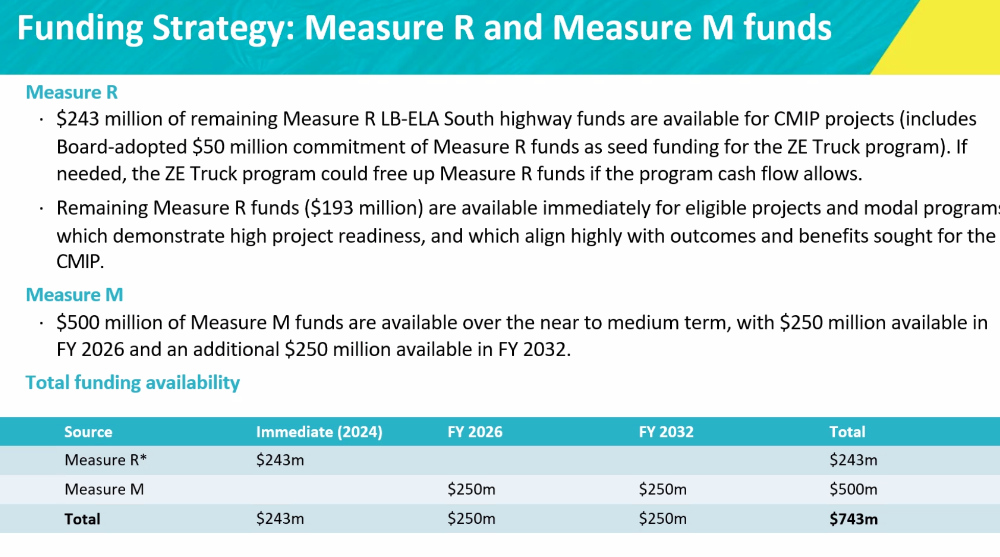 Funding Strategy: Measure R and Measure M funds
Measure R
· $243 million of remaining Measure R LB-ELA South highway funds are available for CMIP projects (includes
Board-adopted $50 million commitment of Measure R funds as seed funding for the ZE Truck program). If
needed, the ZE Truck program could free up Measure R funds if the program cash flow allows.
· Remaining Measure R funds ($193 million) are available immediately for eligible projects and modal programs
which demonstrate high project readiness, and which align highly with outcomes and benefits sought for the
CMIP.
Measure M
· $500 million of Measure M funds are available over the near to medium term, with $250 million available in
FY 2026 and an additional $250 million available in FY 2032.
Total funding availability
Source Immediate (2024) FY 2026 FY 2032 Total
Measure R* $243m $243m
Measure M $250m $250m $500m
Total $243m $250m $250m $743m